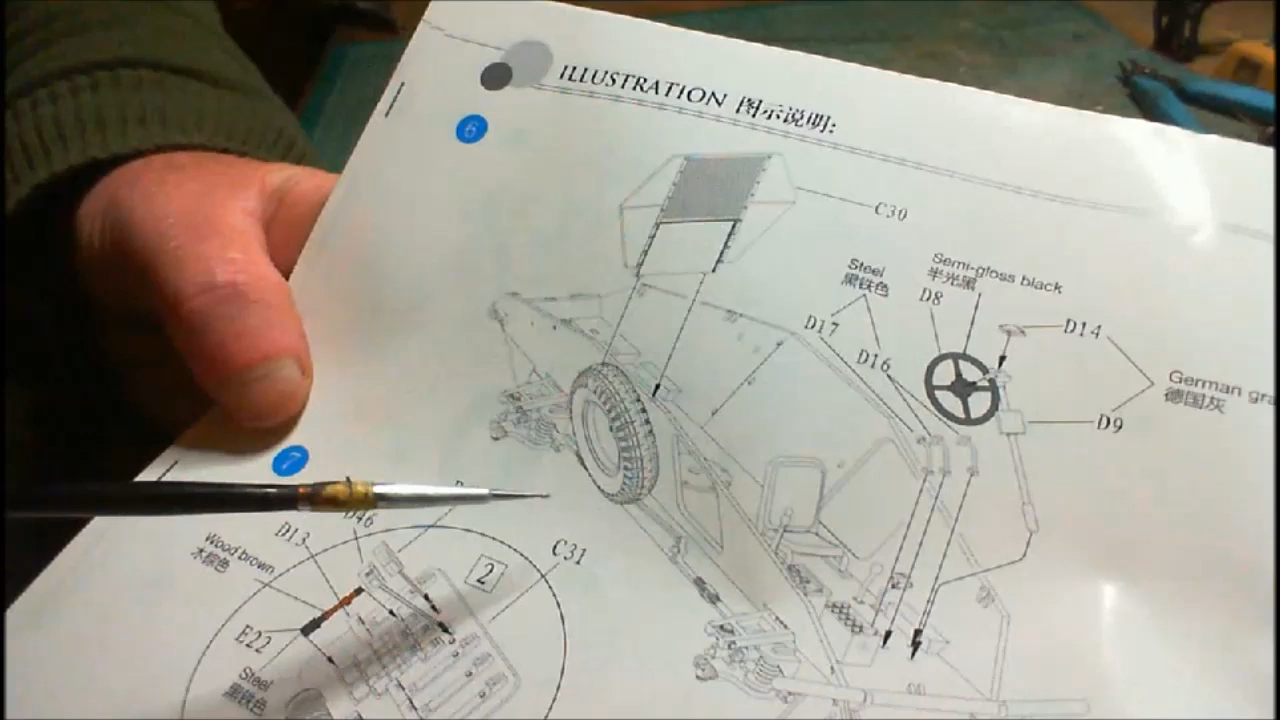 ILLUSTRATION 图示说明:
6
C30
Steel
黑铁色
Semi-gloss black
半光黑
D8
D17
D16
D14
German gra
德国灰
D9
7
D46
D13
Wood brown
木棕色
C31
2
E22
Steel
黑铁色